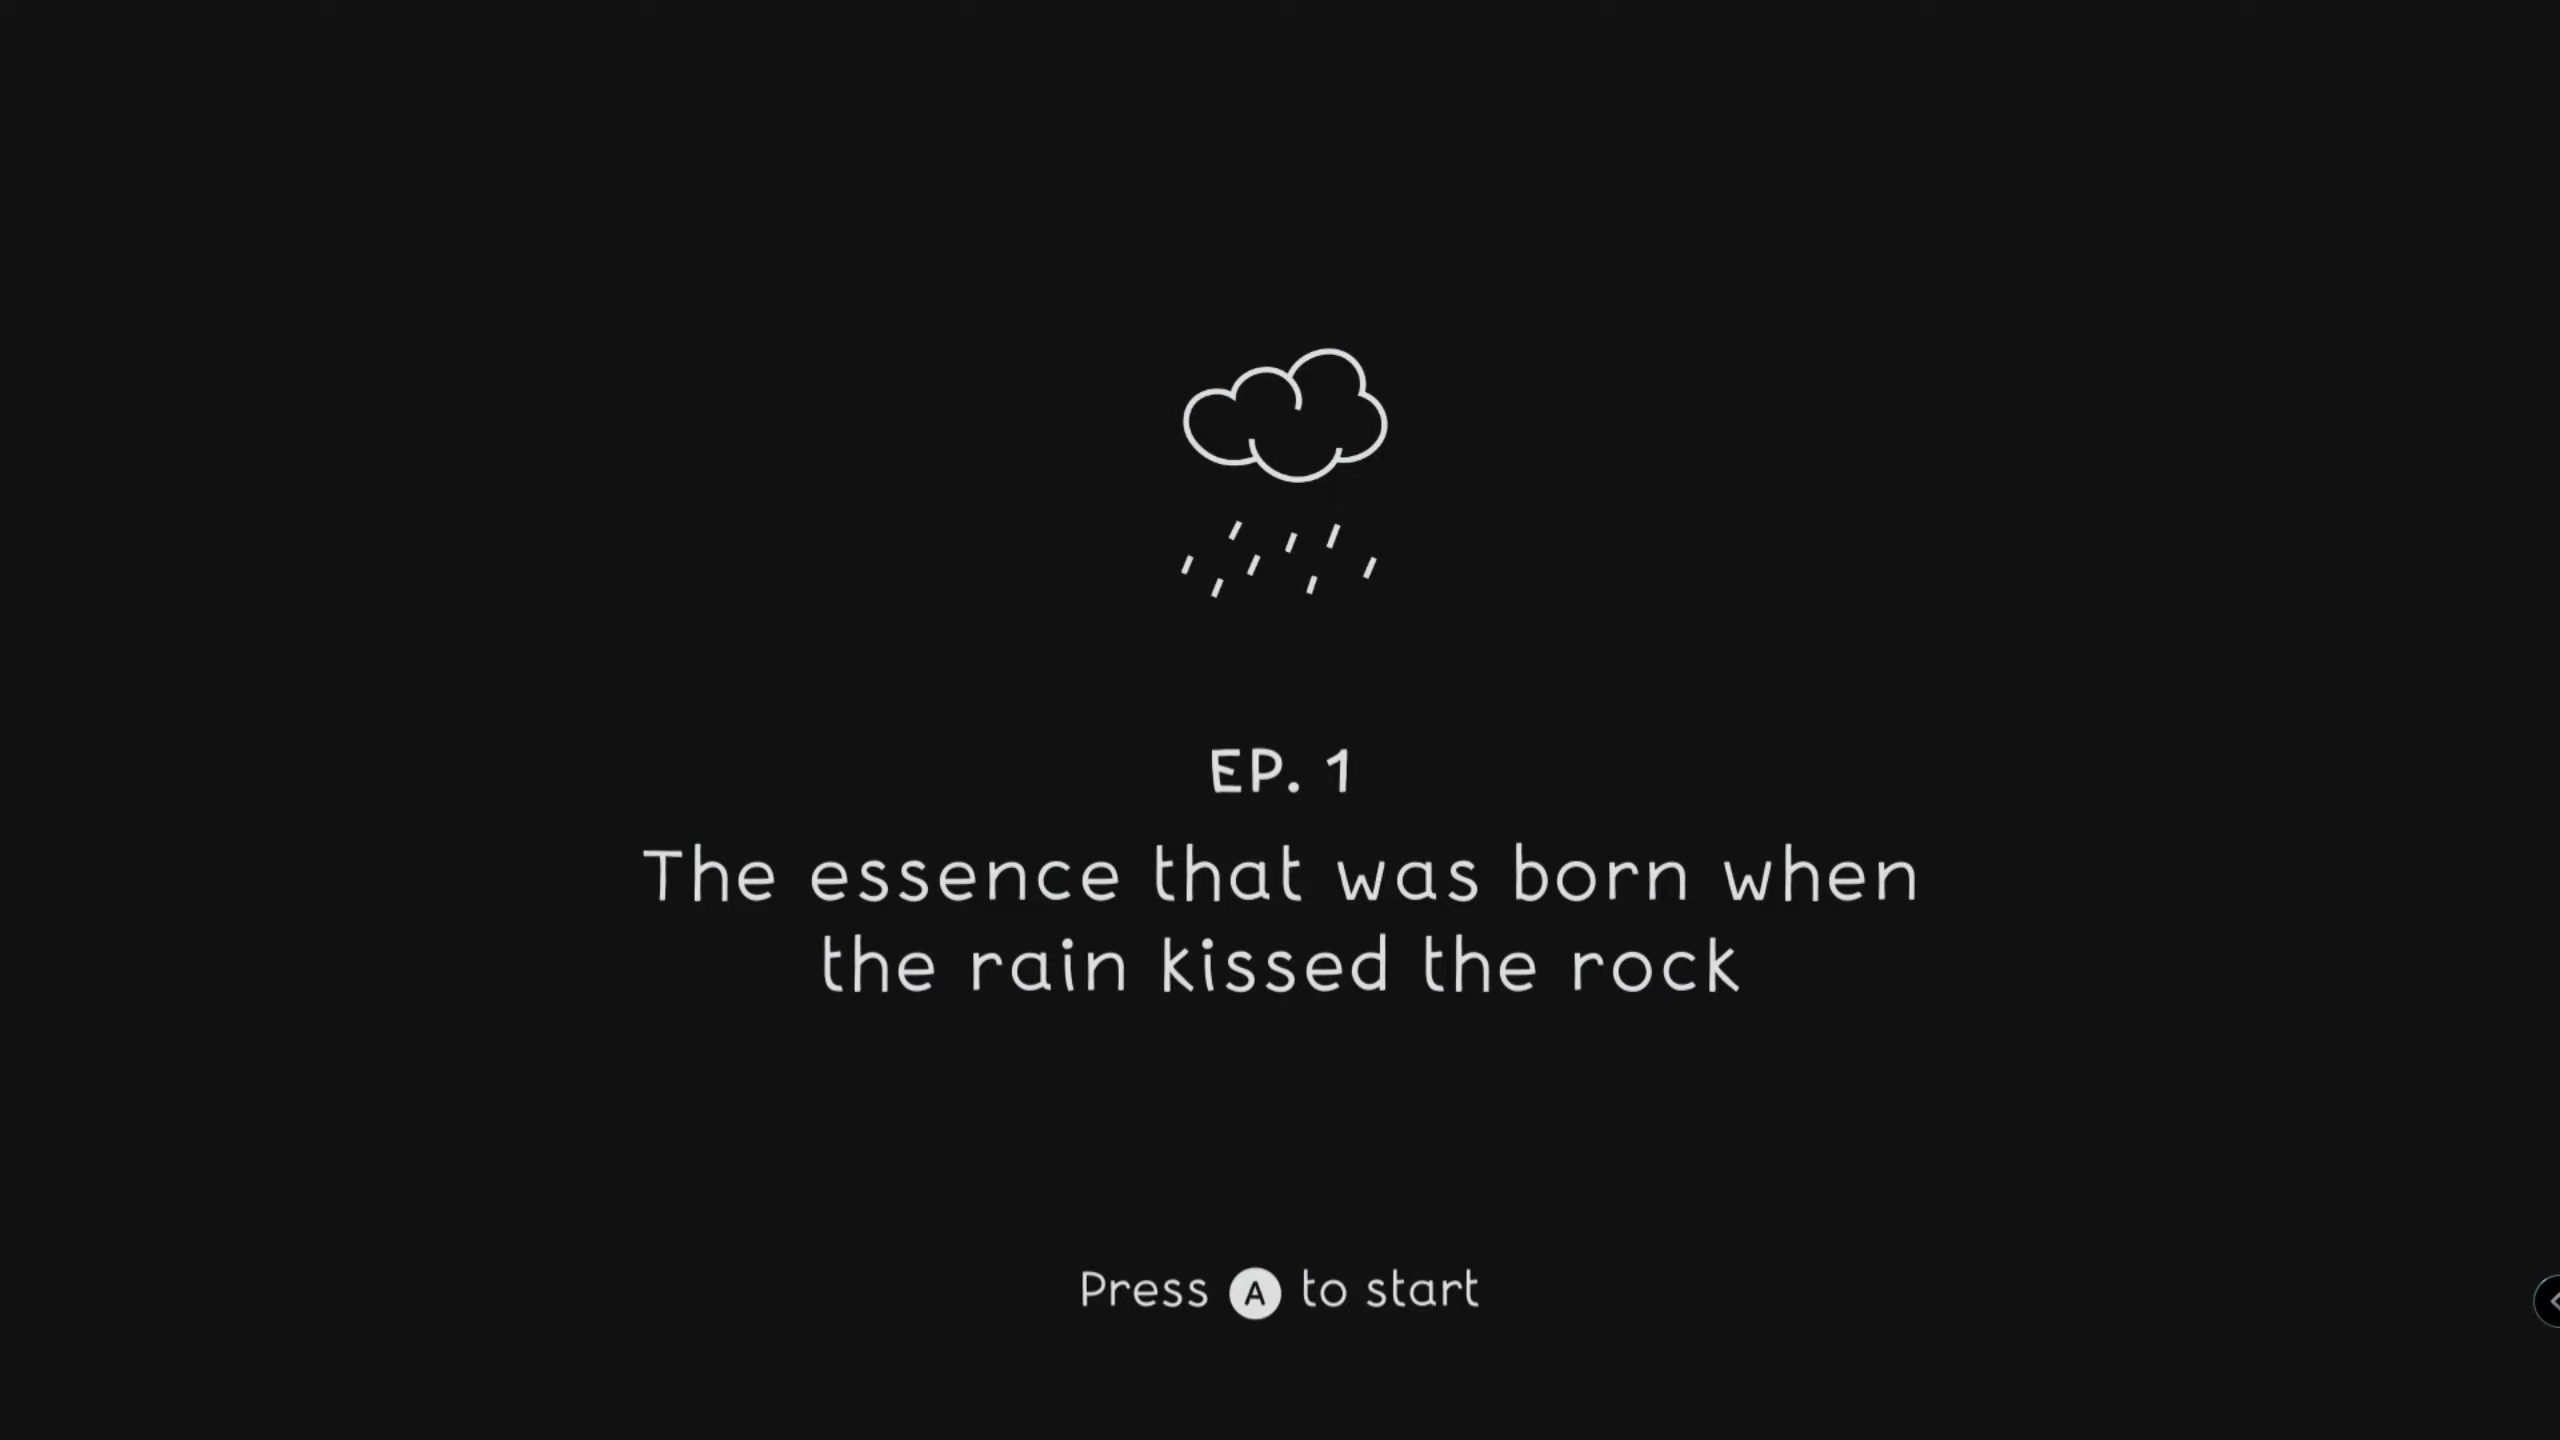 EP. 1
The essence that was born when
the rain kissed the rock
Press A to start